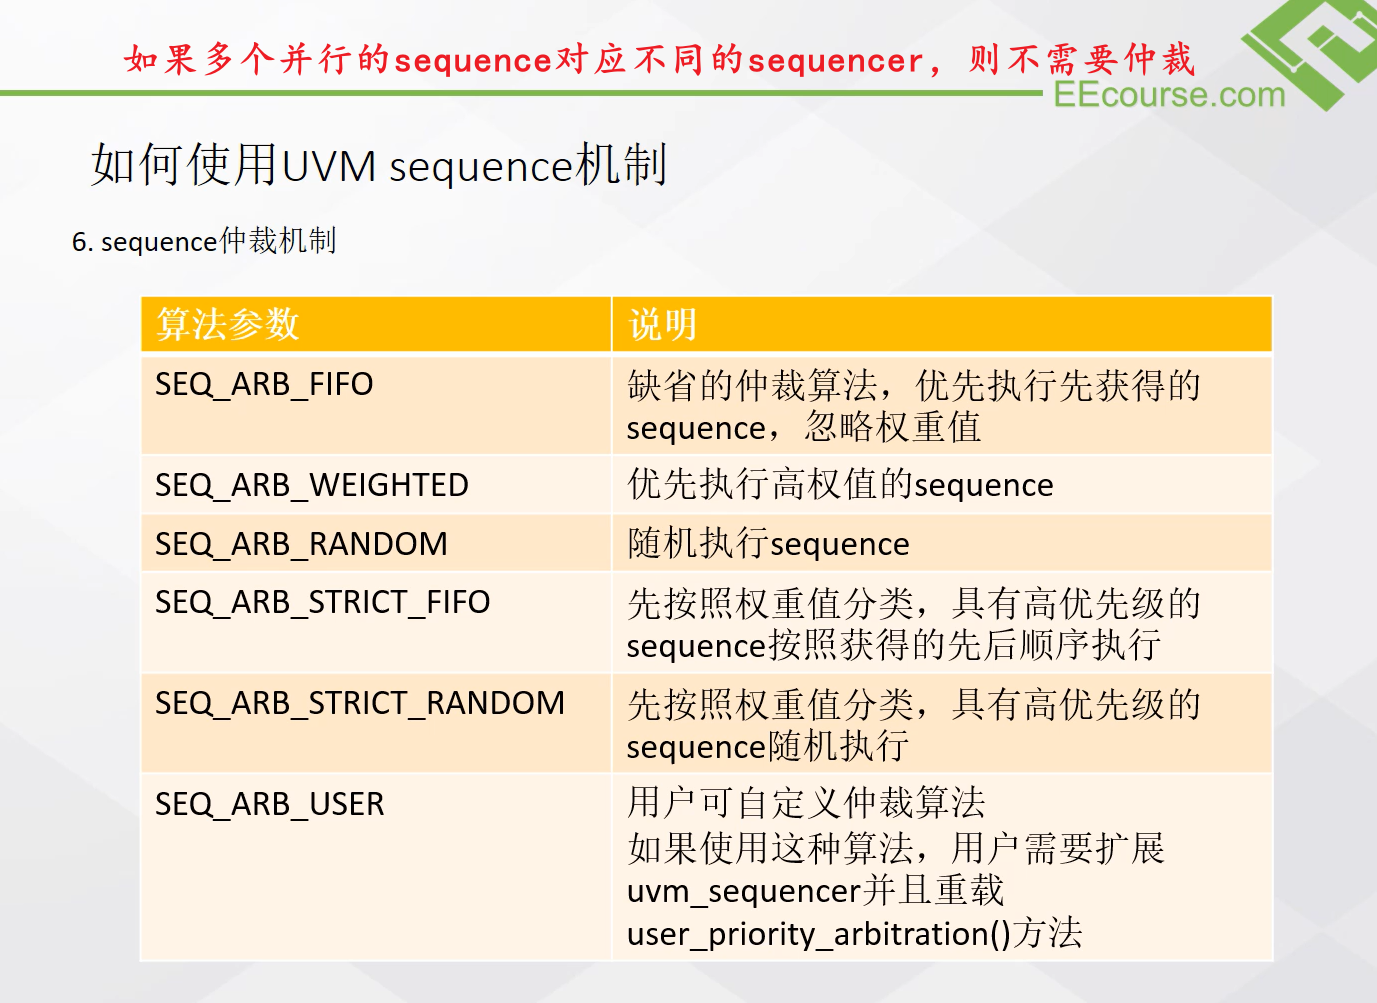 如果多个并行的sequence对应不同的sequencer，则不需要仲裁
EEcourse.com
如何使用UVM sequence机制
6. sequence仲裁机制
算法参数
说明
SEQ_ARB_FIFO
缺省的仲裁算法，优先执行先获得的
sequence，忽略权重值
SEQ_ARB_WEIGHTED
优先执行高权值的sequence
SEQ_ARB_RANDOM
随机执行sequence
SEQ_ARB_STRICT_FIFO
先按照权重值分类，具有高优先级的
sequence按照获得的先后顺序执行
SEQ_ARB_STRICT_RANDOM
先按照权重值分类，具有高优先级的
sequence随机执行
SEQ_ARB_USER
用户可自定义仲裁算法
如果使用这种算法，用户需要扩展
uvm_sequencer并且重载
user_priority_arbitration()方法